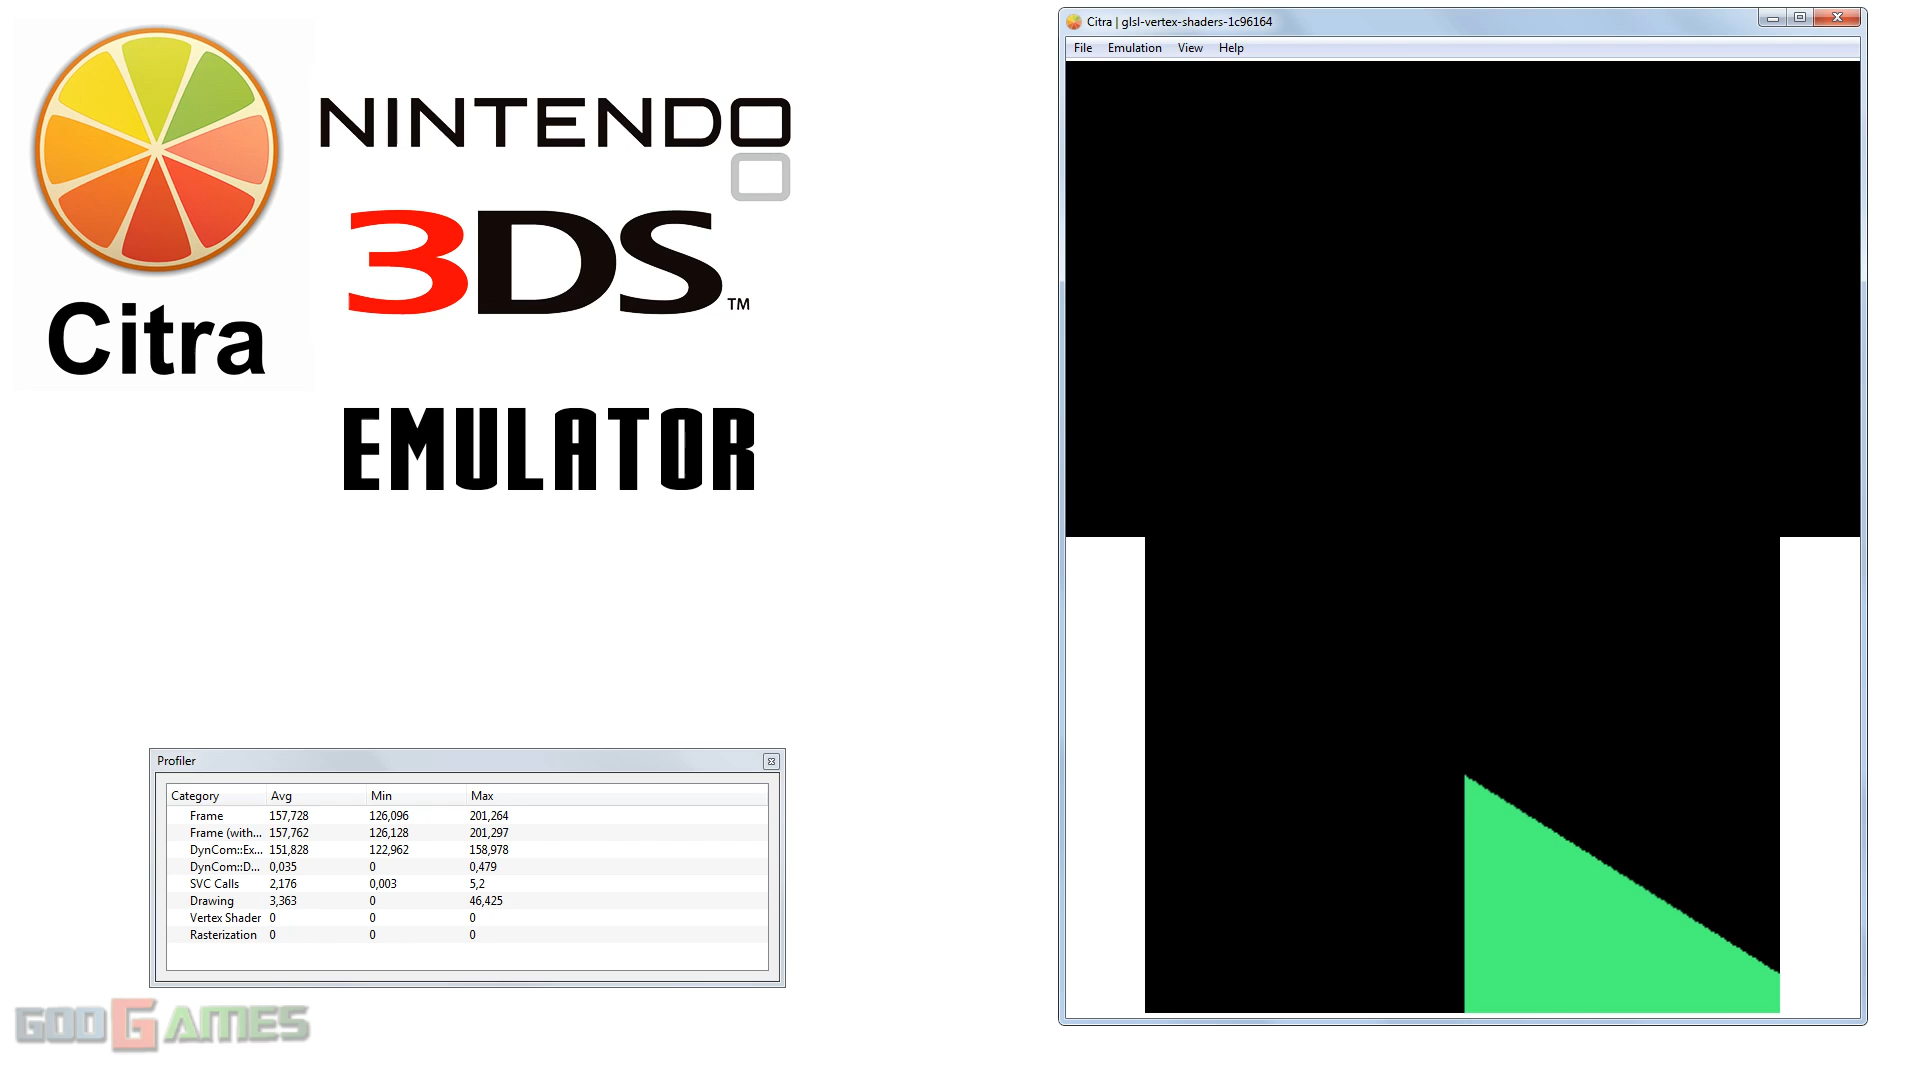 Citra
NINTENDO
3DS™
EMULATOR
Citra | glsl-vertex-shaders-1c96164
File Emulation View Help
Profiler
Category Avg Min Max
Frame 157,728 126,096 201,264
Frame (with... 157,762 126,128 201,297
DynCom::Ex... 151,828 122,962 158,978
DynCom::D... 0,035 0 0,479
SVC Calls 2,176 0,003 5,2
Drawing 3,363 0 46,425
Vertex Shader 0 0 0
Rasterization 0 0 0
GODGAMES